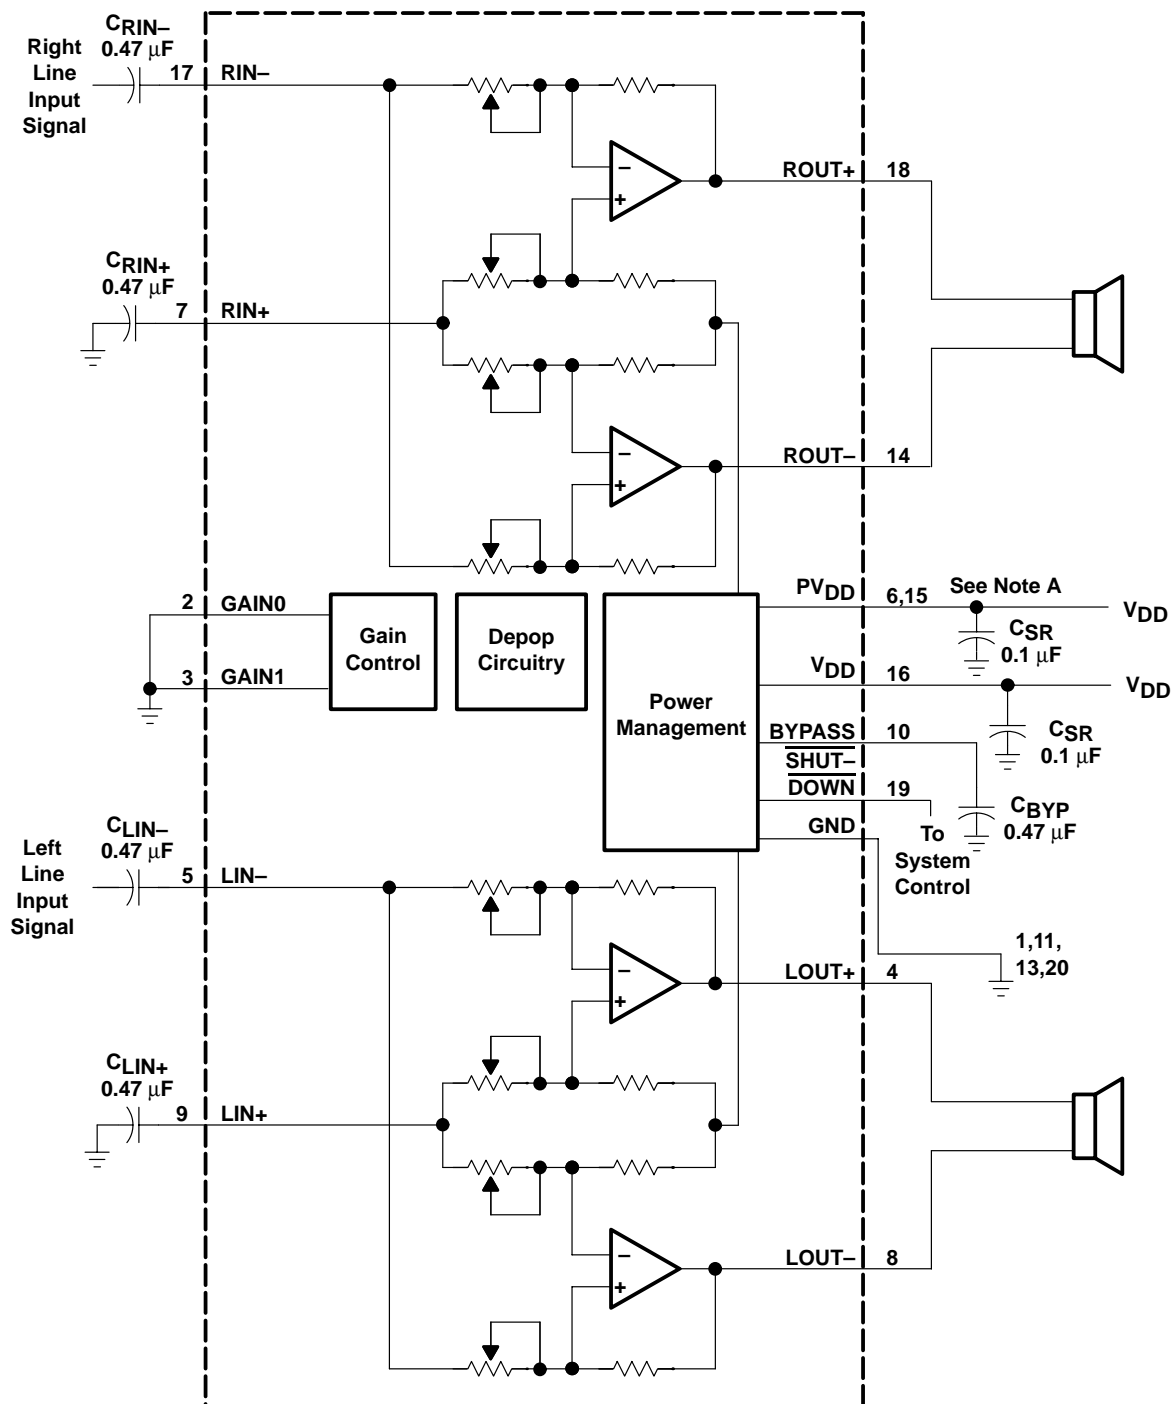 CRIN–
0.47 μF
Right
Line
Input
Signal
17 RIN–
ROUT+ 18
CRIN+
0.47 μF
7 RIN+
ROUT– 14
2 GAIN0
3 GAIN1
Gain
Control
Depop
Circuitry
Power
Management
PVDD 6,15 See Note A
VDD
CSR
0.1 μF
VDD 16
VDD
CSR
0.1 μF
BYPASS 10
SHUT–
DOWN 19
CBYP
0.47 μF
GND
To
System
Control
1,11,
13,20
CLIN–
0.47 μF
Left
Line
Input
Signal
5 LIN–
LOUT+ 4
CLIN+
0.47 μF
9 LIN+
LOUT– 8
–
+
–
+
–
+
–
+